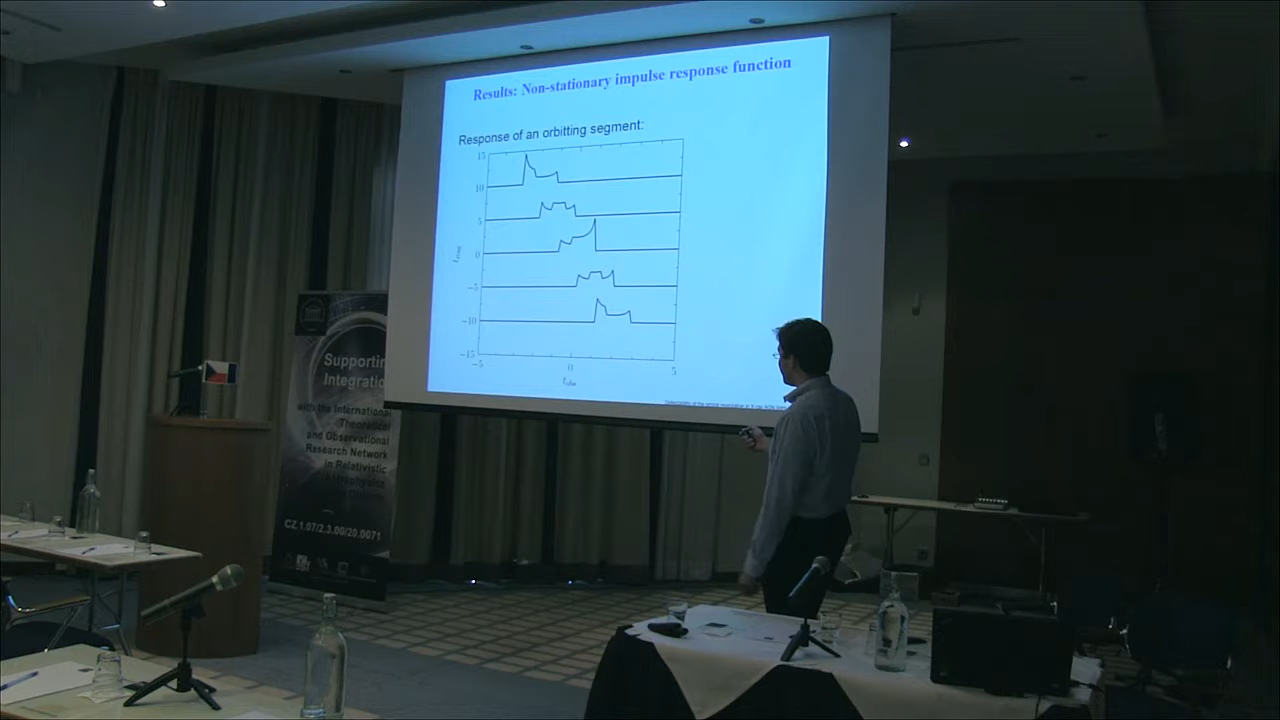 Results: Non-stationary impulse response function
Response of an orbitting segment:
15
10
5
0
−5
−10
−15
−5
0
5
t obs
Supportin
Integratio
with the International
Theoretical
and Observational
Research Network
in Relativistic
Astrophysics
CZ.1.07/2.3.00/20.0071